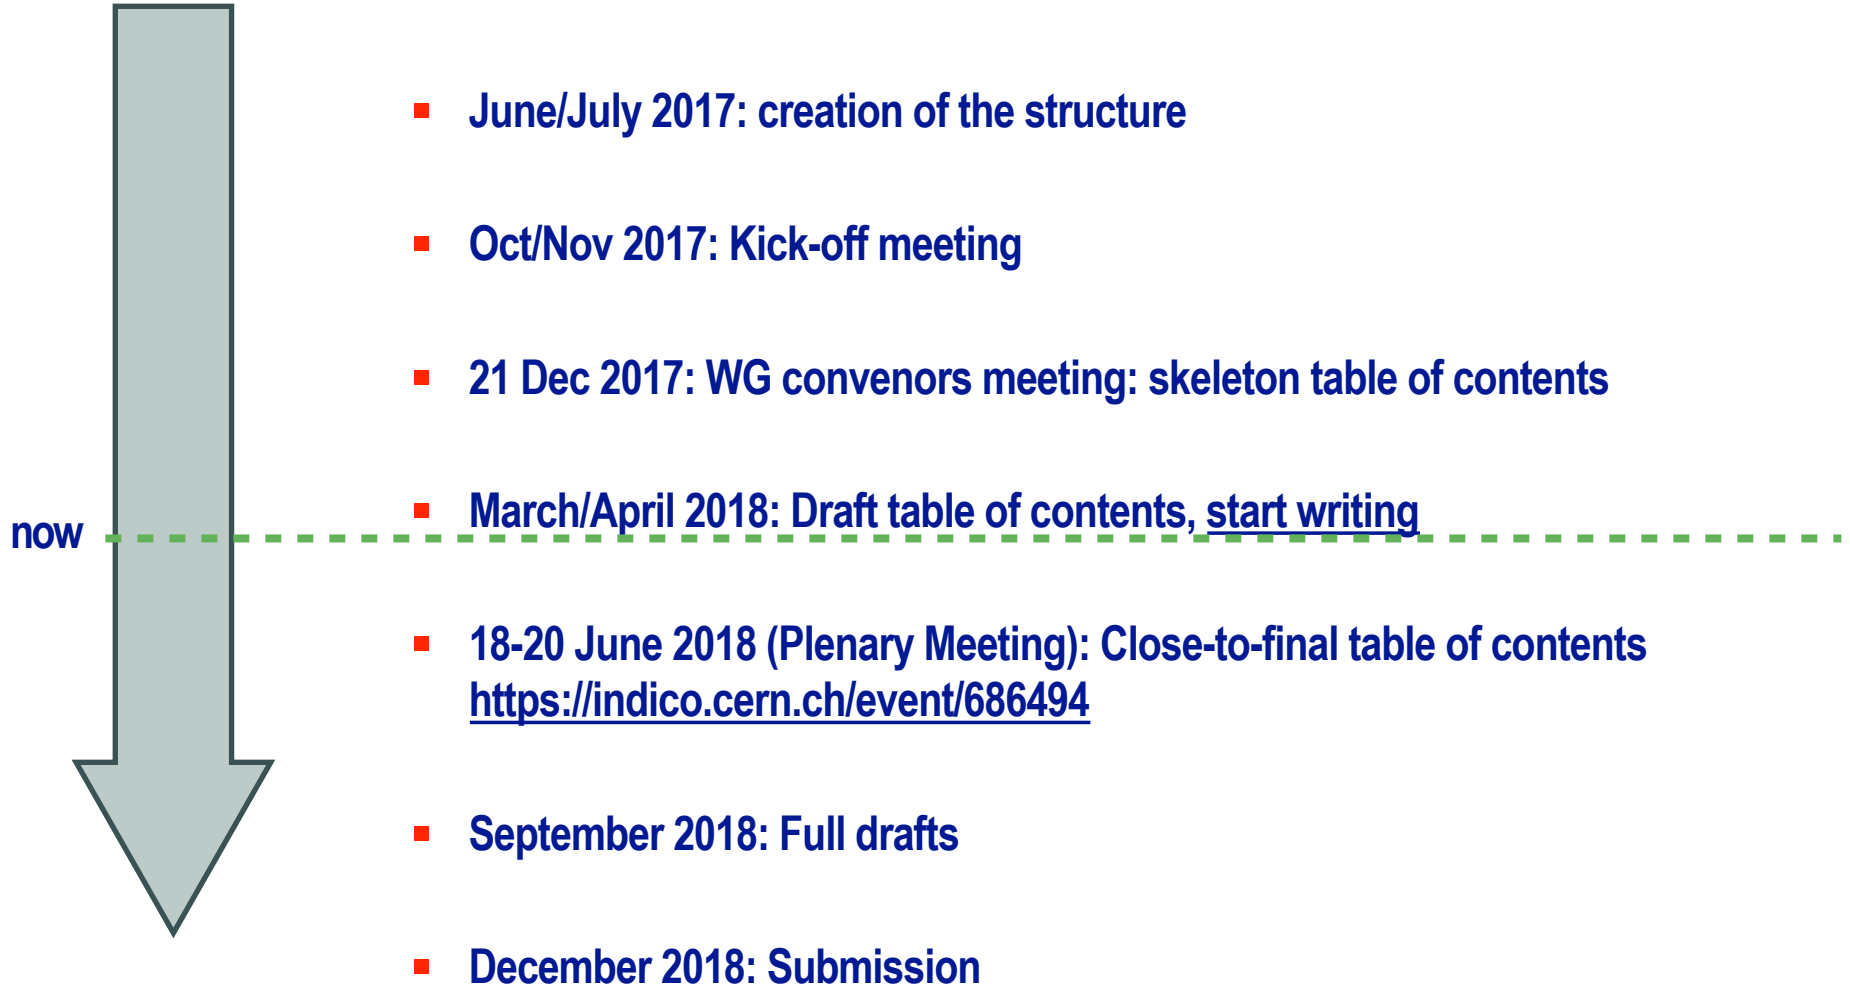 June/July 2017: creation of the structure
Oct/Nov 2017: Kick-off meeting
21 Dec 2017: WG convenors meeting: skeleton table of contents
March/April 2018: Draft table of contents, start writing
now
18-20 June 2018 (Plenary Meeting): Close-to-final table of contents
https://indico.cern.ch/event/686494
September 2018: Full drafts
December 2018: Submission